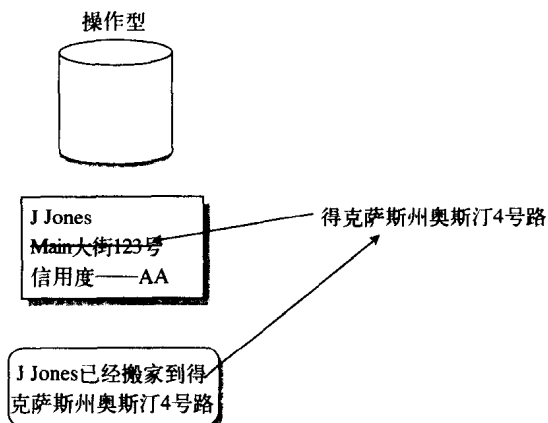 操作型
J Jones
Main大街123号
信用度——AA
得克萨斯州奥斯汀4号路
J Jones已经搬家到得
克萨斯州奥斯汀4号路